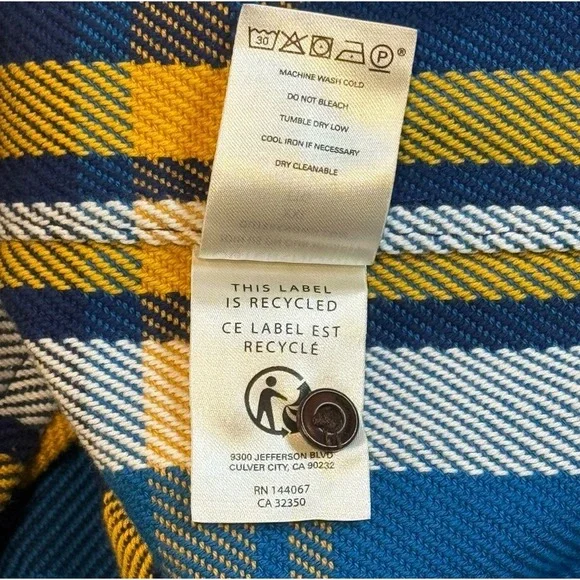 30
P®
MACHINE WASH COLD
DO NOT BLEACH
TUMBLE DRY LOW
COOL IRON IF NECESSARY
DRY CLEANABLE
THIS LABEL
IS RECYCLED
CE LABEL EST
RECYCLÉ
9300 JEFFERSON BLVD
CULVER CITY, CA 90232
RN 144067
CA 32350